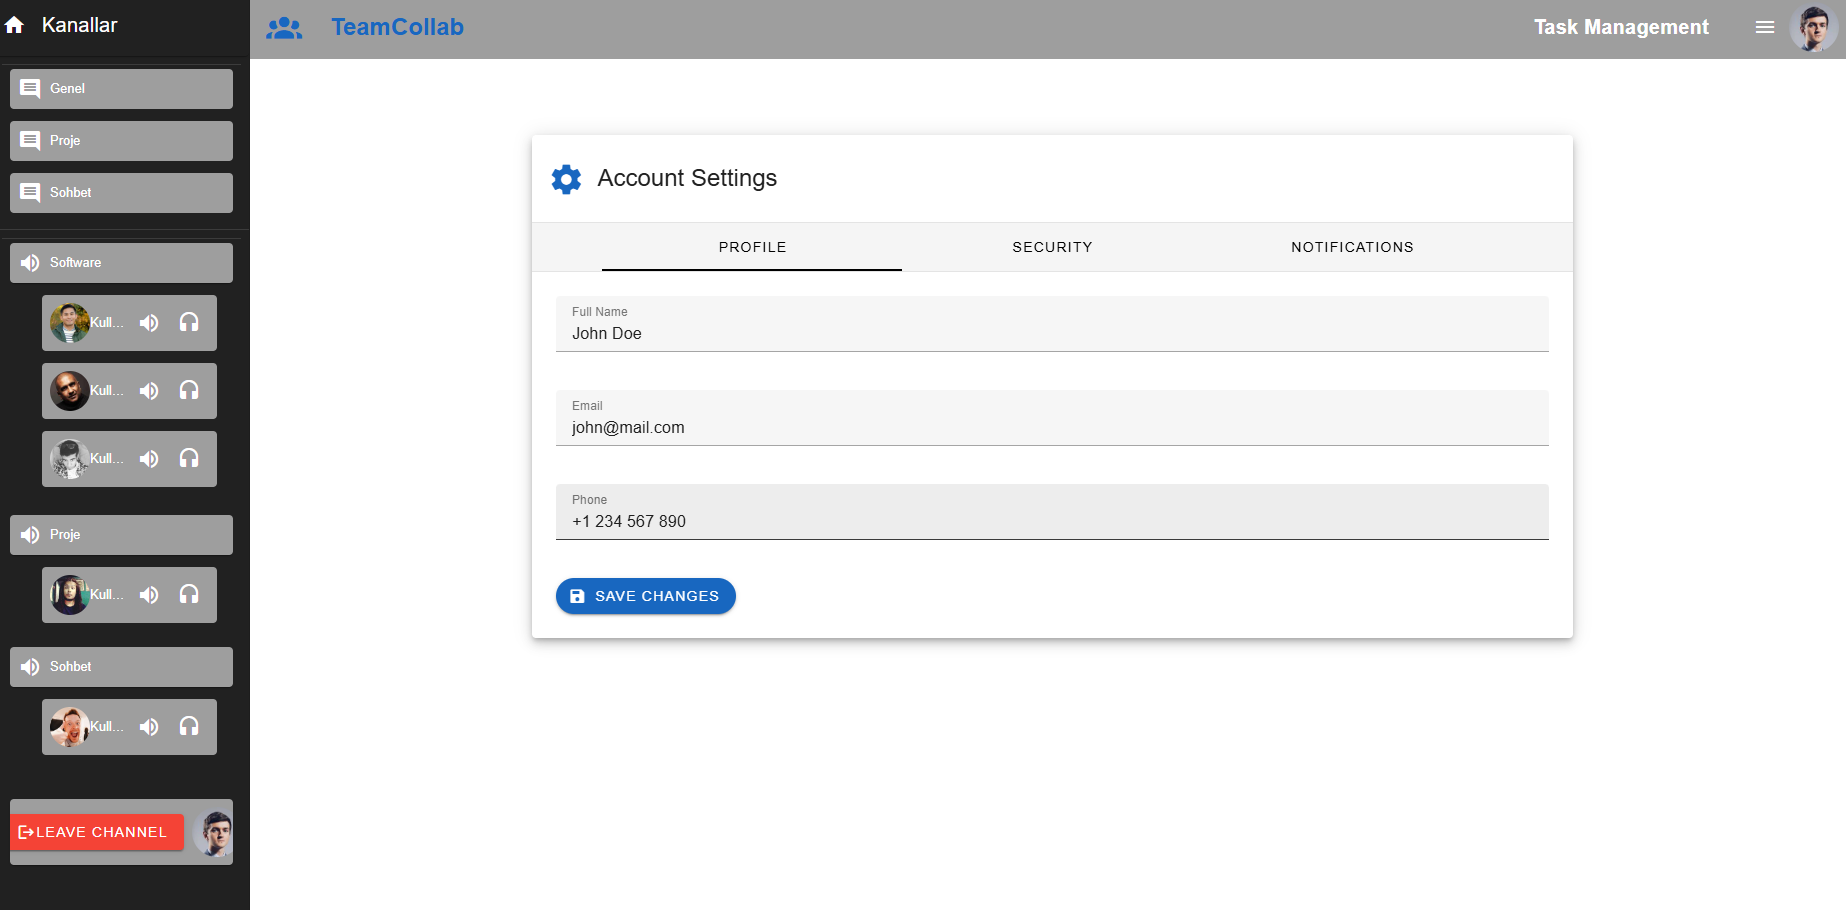 Kanallar
TeamCollab
Task Management
Genel
Proje
Sohbet
Software
Kull...
Kull...
Kull...
Proje
Kull...
Sohbet
Kull...
LEAVE CHANNEL
Account Settings
PROFILE
SECURITY
NOTIFICATIONS
Full Name
John Doe
Email
john@mail.com
Phone
+1 234 567 890
SAVE CHANGES